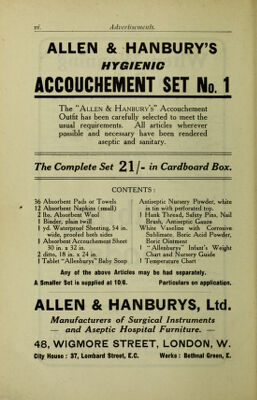 vi. Advertisements.
ALLEN & HANBURY'S
HYGIENIC
ACCOUCHEMENT SET No. 1
The "ALLEN & HANBURY'S" Accouchement
Outfit has been carefully selected to meet the
usual requirements. All articles wherever
possible and necessary have been rendered
aseptic and sanitary.
The Complete Set 21/- in Cardboard Box.
CONTENTS:
36 Absorbent Pads or Towels
12 Absorbent Napkins (small)
2 lbs. Absorbent Wool
1 Binder, plain twill
1 yd. Waterproof Sheeting, 54 in.
wide, proofed both sides
1 Absorbent Accouchement Sheet
30 in. x 32 in.
2 ditto, 18 in. x 24 in.
1 Tablet "Allenburys" Baby Soap
Antiseptic Nursery Powder, white
in tin with perforated top.
1 Hank Thread, Safety Pins, Nail
Brush, Antiseptic Gauze
White Vaseline with Corrosive
Sublimate, Boric Acid Powder,
Boric Ointment
1 "Allenburys" Infant's Weight
Chart and Nursery Guide
1 Temperature Chart
Any of the above Articles may be had separately.
A Smaller Set is supplied at 10/6. Particulars on application.
ALLEN & HANBURYS, Ltd.
Manufacturers of Surgical Instruments
— and Aseptic Hospital Furniture. —
48, WIGMORE STREET, LONDON, W.
City House: 37, Lombard Street, E.C. Works: Bethnal Green, E.